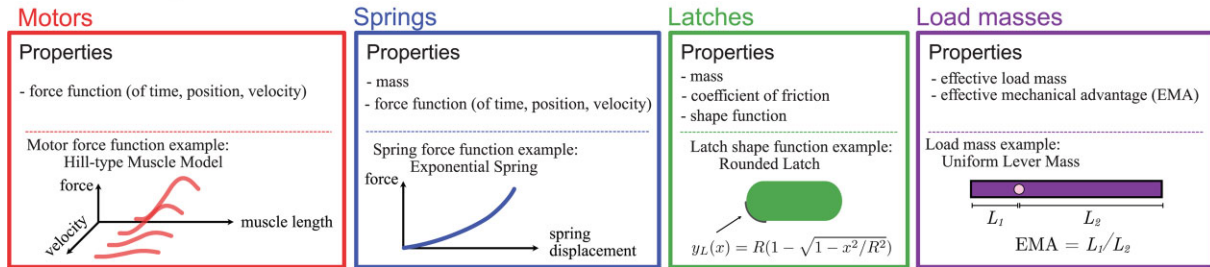 Motors
Properties
- force function (of time, position, velocity)
Motor force function example:
Hill-type Muscle Model
force
velocity
muscle length
Springs
Properties
- mass
- force function (of time, position, velocity)
Spring force function example:
Exponential Spring
force
spring
displacement
Latches
Properties
- mass
- coefficient of friction
- shape function
Latch shape function example:
Rounded Latch
y_L(x) = R(1 - √(1 - x²/R²))
Load masses
Properties
- effective load mass
- effective mechanical advantage (EMA)
Load mass example:
Uniform Lever Mass
L₁ L₂
EMA = L₁/L₂